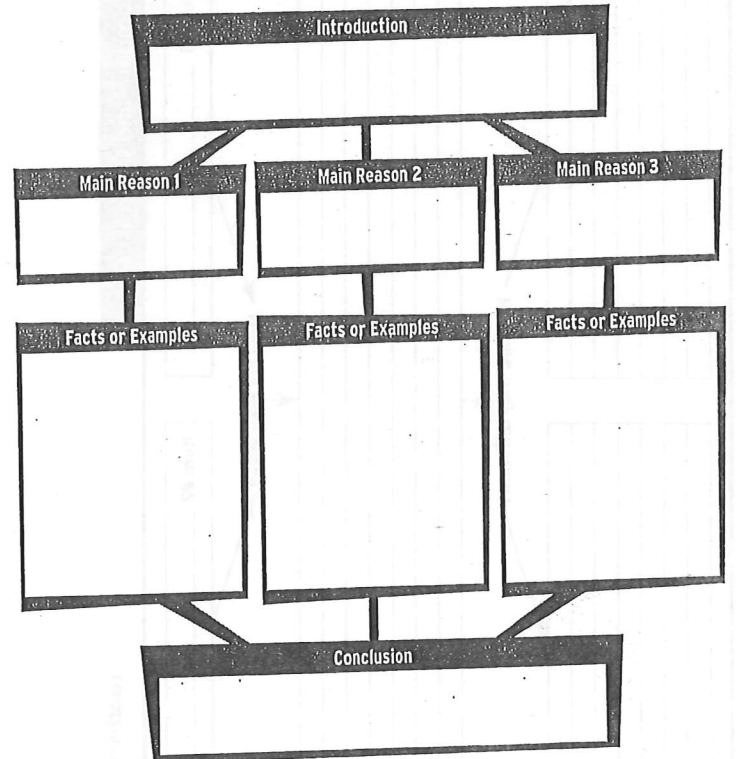 Introduction
Main Reason 1
Main Reason 2
Main Reason 3
Facts or Examples
Facts or Examples
Facts or Examples
Conclusion